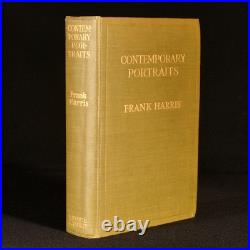 CONTEM-
PORARY
POR-
TRAITS
Frank
Harris
CONTEMPORARY
PORTRAITS
FRANK HARRIS